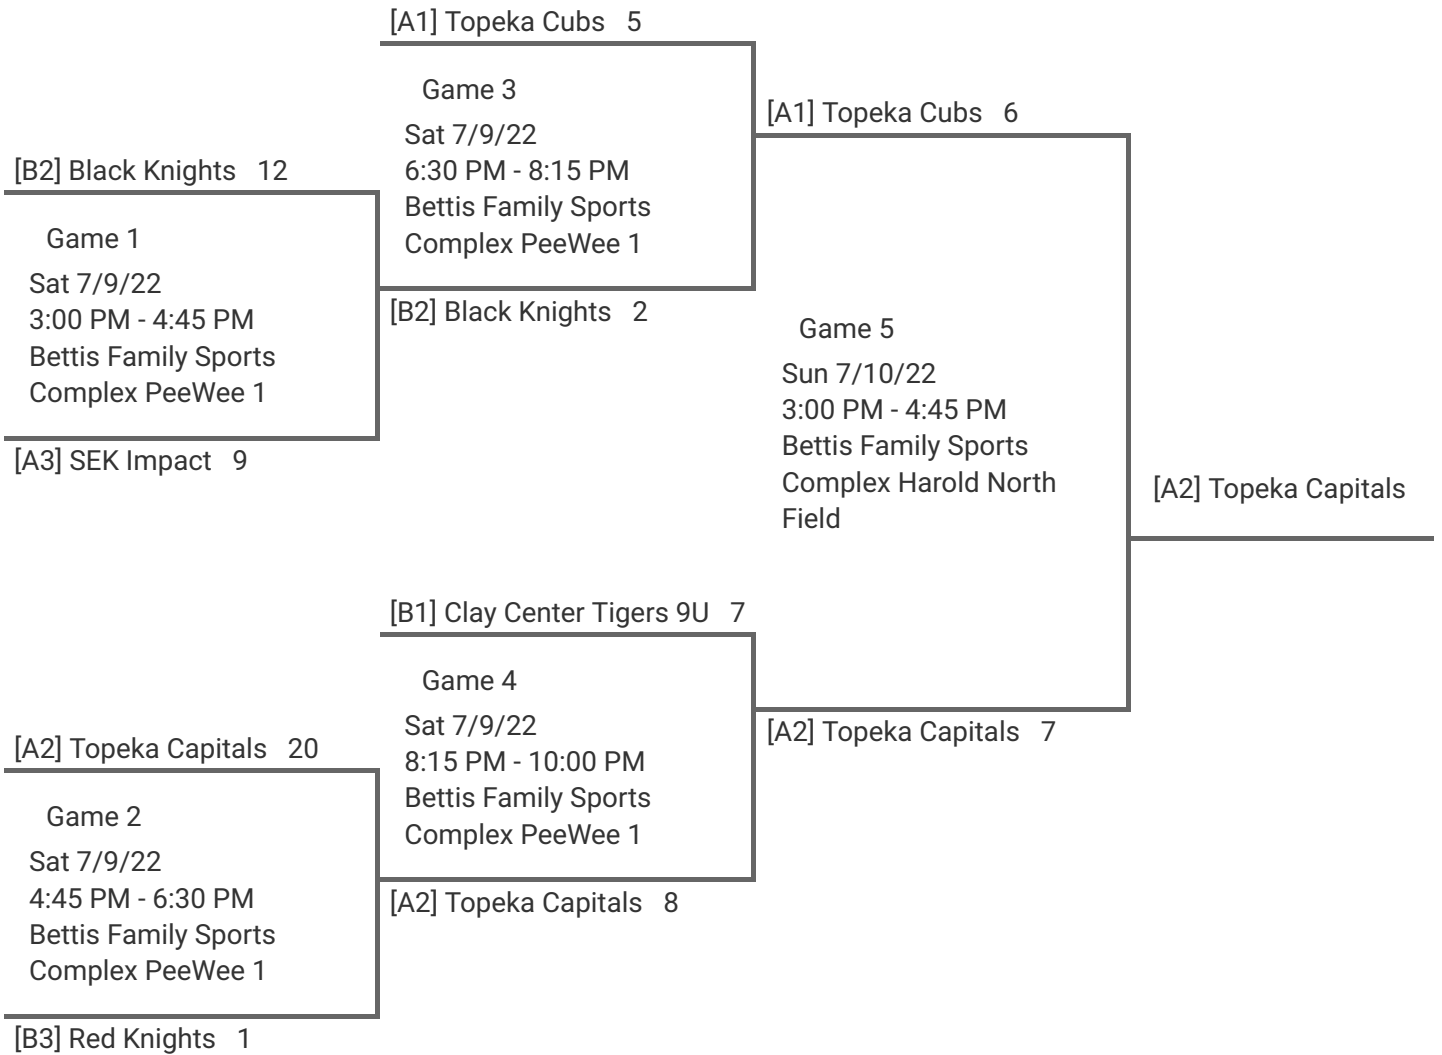 [A1] Topeka Cubs 5
Game 3
Sat 7/9/22
6:30 PM - 8:15 PM
Bettis Family Sports
Complex PeeWee 1
[B2] Black Knights 2
[B2] Black Knights 12
Game 1
Sat 7/9/22
3:00 PM - 4:45 PM
Bettis Family Sports
Complex PeeWee 1
[A3] SEK Impact 9
[A1] Topeka Cubs 6
Game 5
Sun 7/10/22
3:00 PM - 4:45 PM
Bettis Family Sports
Complex Harold North
Field
[A2] Topeka Capitals 7
[A2] Topeka Capitals
[B1] Clay Center Tigers 9U 7
Game 4
Sat 7/9/22
8:15 PM - 10:00 PM
Bettis Family Sports
Complex PeeWee 1
[A2] Topeka Capitals 8
[A2] Topeka Capitals 20
Game 2
Sat 7/9/22
4:45 PM - 6:30 PM
Bettis Family Sports
Complex PeeWee 1
[B3] Red Knights 1